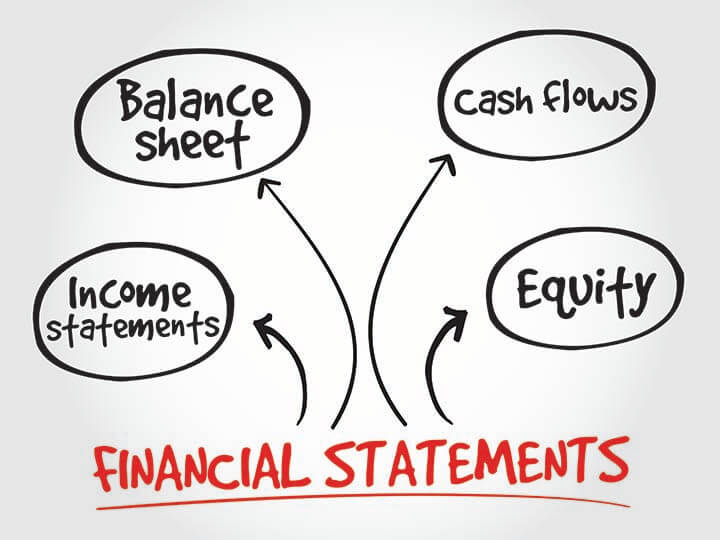 Balance
sheet
cash flows
Income
statements
Equity
FINANCIAL STATEMENTS